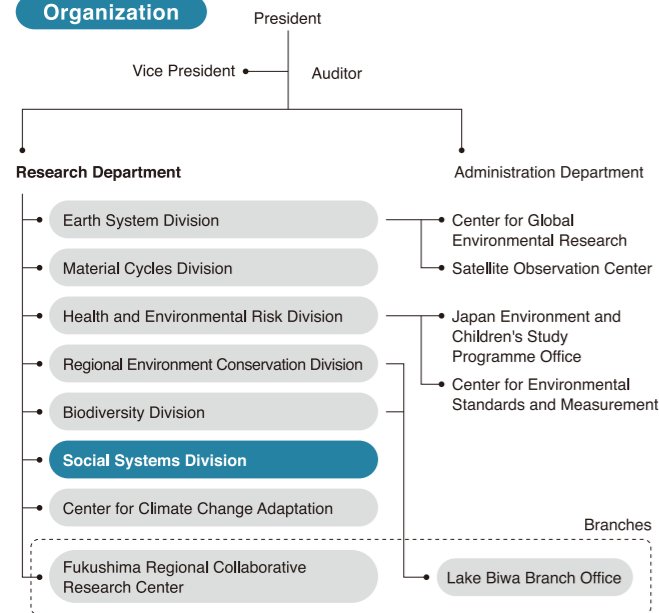 Organization
President
Vice President
Auditor
Research Department
Administration Department
Earth System Division
Center for Global
Environmental Research
Satellite Observation Center
Material Cycles Division
Health and Environmental Risk Division
Japan Environment and
Children's Study
Programme Office
Center for Environmental
Standards and Measurement
Regional Environment Conservation Division
Biodiversity Division
Social Systems Division
Center for Climate Change Adaptation
Branches
Fukushima Regional Collaborative
Research Center
Lake Biwa Branch Office